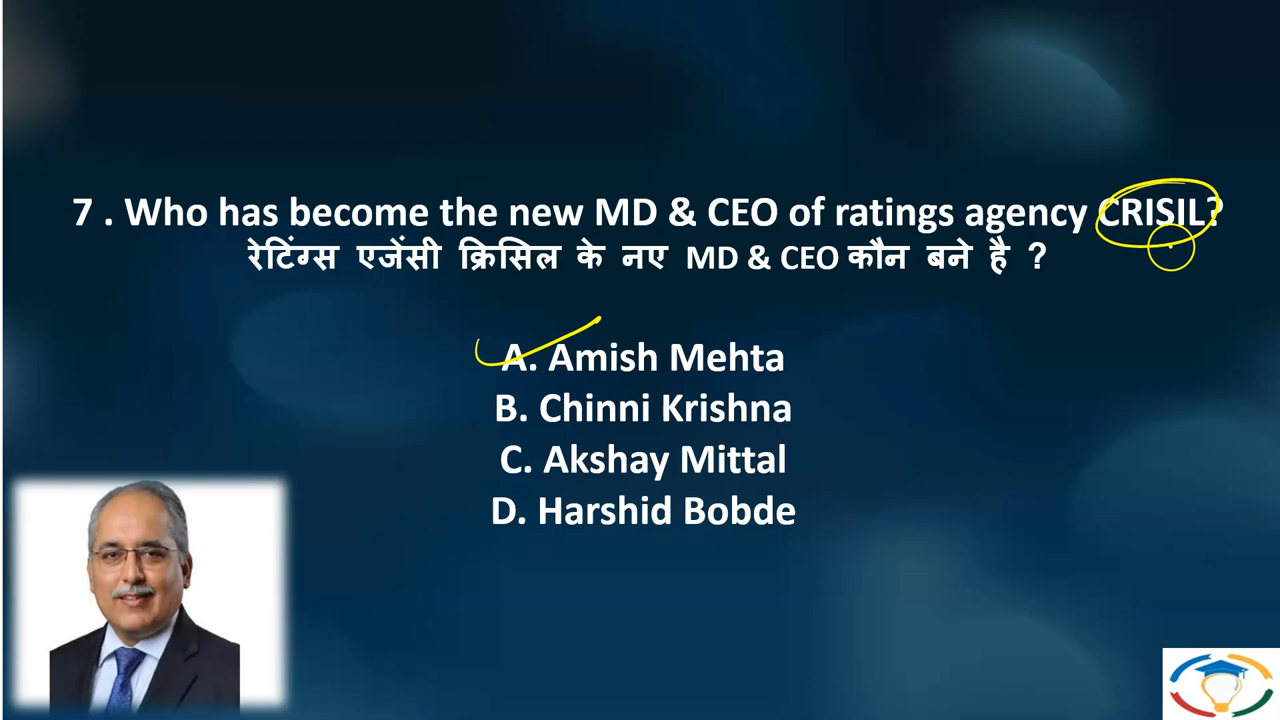 7 . Who has become the new MD & CEO of ratings agency CRISIL?
रेटिंग्स एजेंसी क्रिसिल के नए MD & CEO कौन बने है ?
A. Amish Mehta
B. Chinni Krishna
C. Akshay Mittal
D. Harshid Bobde